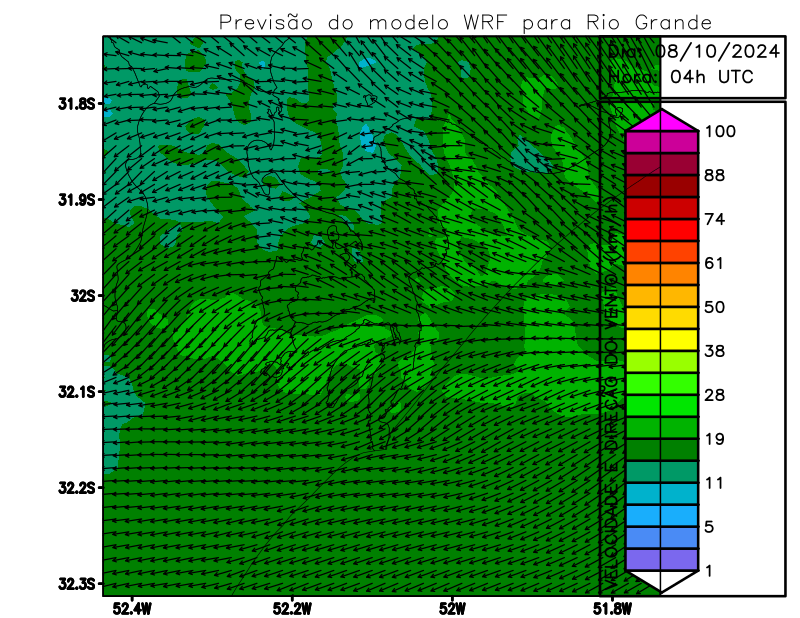 Previsão do modelo WRF para Rio Grande
Dia: 08/10/2024
Hora: 04h UTC
31.8S
31.9S
32S
32.1S
32.2S
32.3S
52.4W
52.2W
52W
51.8W
VELOCIDADE E DIREÇÃO DO VENTO (km/h)
100
88
74
61
50
38
28
19
11
5
1